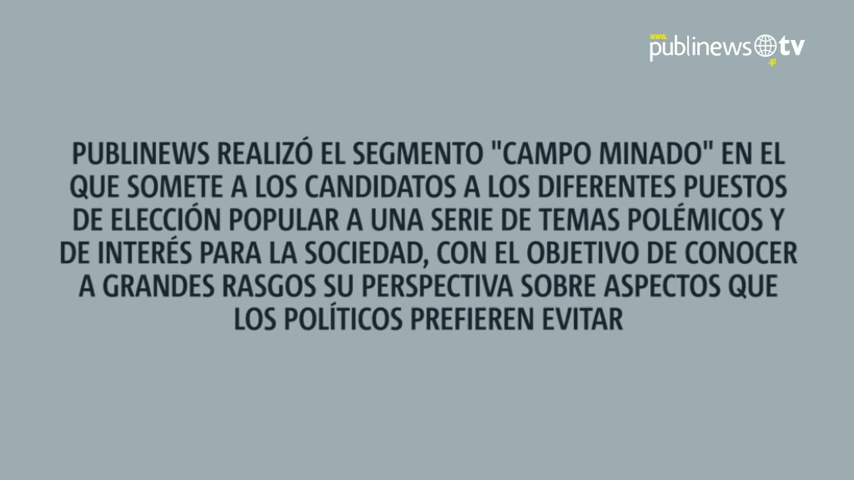 www.
publinews tv
.gt
PUBLINEWS REALIZÓ EL SEGMENTO "CAMPO MINADO" EN EL
QUE SOMETE A LOS CANDIDATOS A LOS DIFERENTES PUESTOS
DE ELECCIÓN POPULAR A UNA SERIE DE TEMAS POLÉMICOS Y
DE INTERÉS PARA LA SOCIEDAD, CON EL OBJETIVO DE CONOCER
A GRANDES RASGOS SU PERSPECTIVA SOBRE ASPECTOS QUE
LOS POLÍTICOS PREFIEREN EVITAR